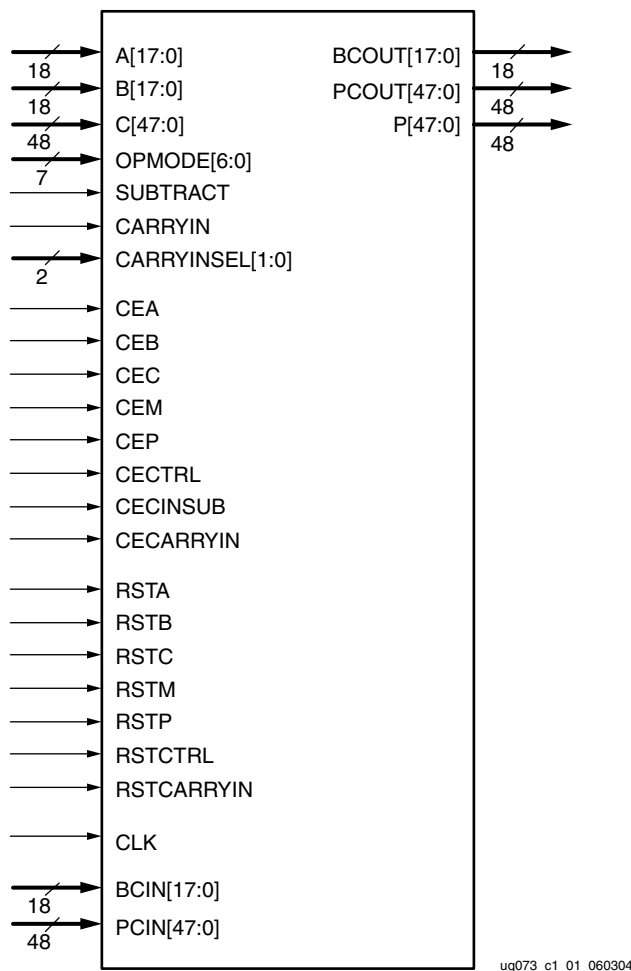 A[17:0] BCOUT[17:0]
18 18
B[17:0] PCOUT[47:0]
18 48
C[47:0] P[47:0]
48 48
OPMODE[6:0]
7
SUBTRACT
CARRYIN
CARRYINSEL[1:0]
2
CEA
CEB
CEC
CEM
CEP
CECTRL
CECINSUB
CECARRYIN
RSTA
RSTB
RSTC
RSTM
RSTP
RSTCTRL
RSTCARRYIN
CLK
BCIN[17:0]
18
PCIN[47:0]
48
ug073_c1_01_060304